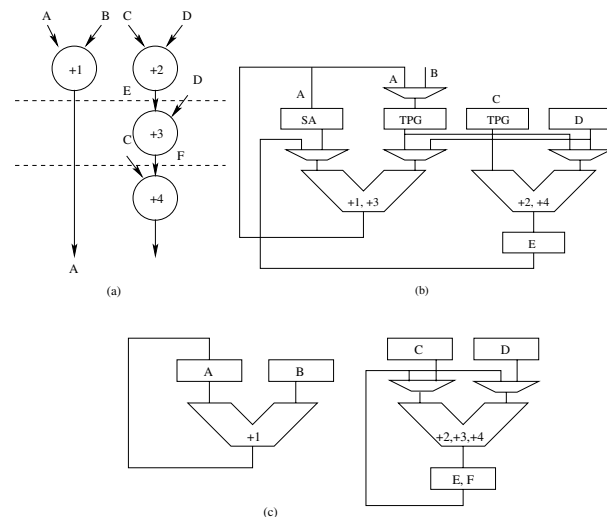 A B C D
+1 +2
E D
+3
C F
+4
A
(a)
A B
A C
SA TPG TPG D
+1, +3 +2, +4
E
(b)
A B C D
+1 +2,+3,+4
E, F
(c)